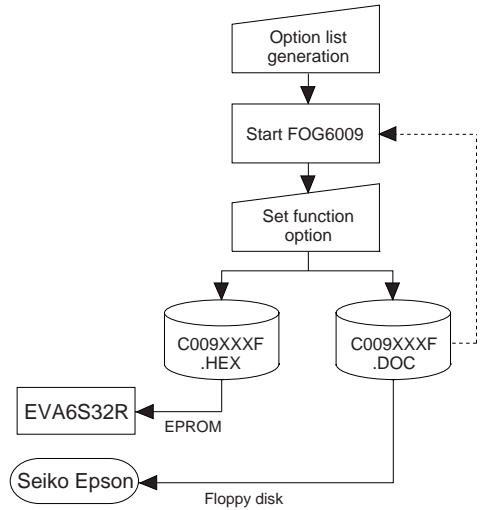 Option list
generation
Start FOG6009
Set function
option
C009XXXF
.HEX
C009XXXF
.DOC
EVA6S32R
EPROM
Seiko Epson
Floppy disk